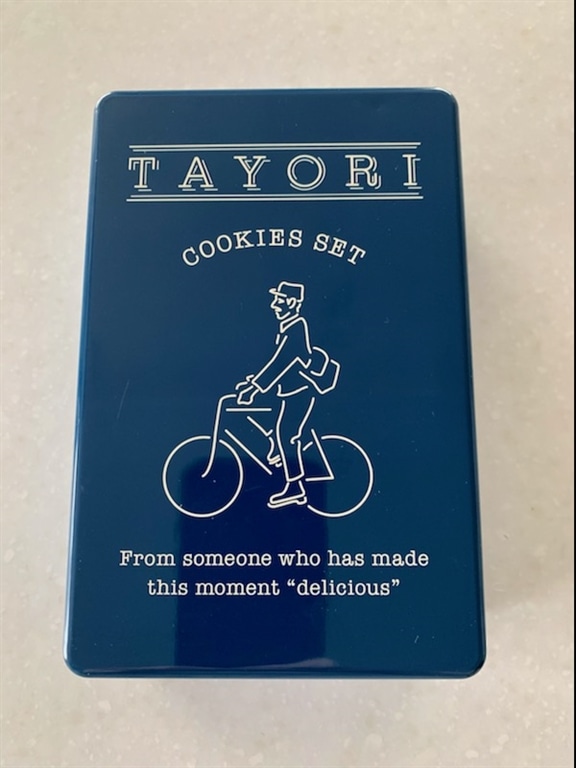 TAYORI
COOKIES SET
From someone who has made
this moment “delicious”